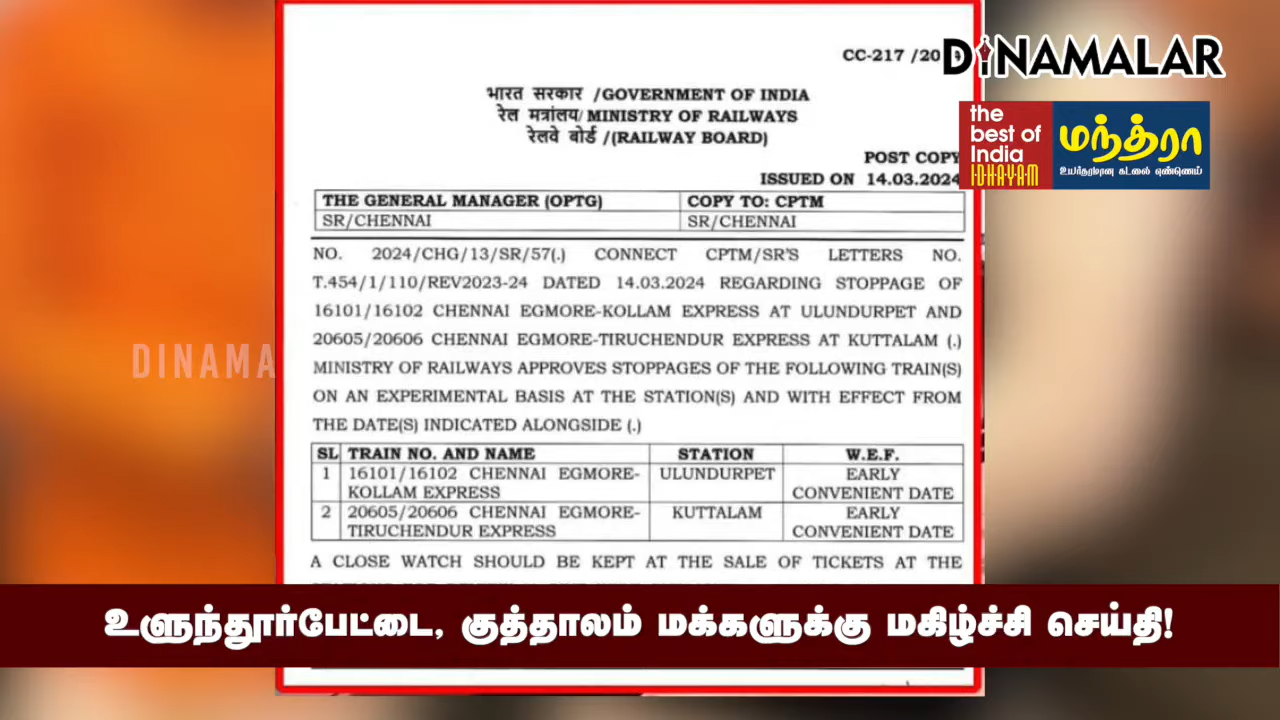 CC-217 /20
DINAMALAR
भारत सरकार /GOVERNMENT OF INDIA
रेल मत्रांलय/ MINISTRY OF RAILWAYS
रेलवे बोर्ड /(RAILWAY BOARD)
the
best of
India
IDHAYAM
மந்த்ரா
உயர்தரமான கடலை எண்ணெய்
POST COPY
ISSUED ON 14.03.2024
THE GENERAL MANAGER (OPTG) COPY TO: CPTM
SR/CHENNAI SR/CHENNAI
NO. 2024/CHG/13/SR/57(.) CONNECT CPTM/SR'S LETTERS NO.
T.454/1/110/REV2023-24 DATED 14.03.2024 REGARDING STOPPAGE OF
16101/16102 CHENNAI EGMORE-KOLLAM EXPRESS AT ULUNDURPET AND
20605/20606 CHENNAI EGMORE-TIRUCHENDUR EXPRESS AT KUTTALAM (.)
DINAMA
MINISTRY OF RAILWAYS APPROVES STOPPAGES OF THE FOLLOWING TRAIN(S)
ON AN EXPERIMENTAL BASIS AT THE STATION(S) AND WITH EFFECT FROM
THE DATE(S) INDICATED ALONGSIDE (.)
SL TRAIN NO. AND NAME STATION W.E.F.
1 16101/16102 CHENNAI EGMORE- ULUNDURPET EARLY
KOLLAM EXPRESS CONVENIENT DATE
2 20605/20606 CHENNAI EGMORE- KUTTALAM EARLY
TIRUCHENDUR EXPRESS CONVENIENT DATE
A CLOSE WATCH SHOULD BE KEPT AT THE SALE OF TICKETS AT THE
உளுந்தூர்பேட்டை, குத்தாலம் மக்களுக்கு மகிழ்ச்சி செய்தி!